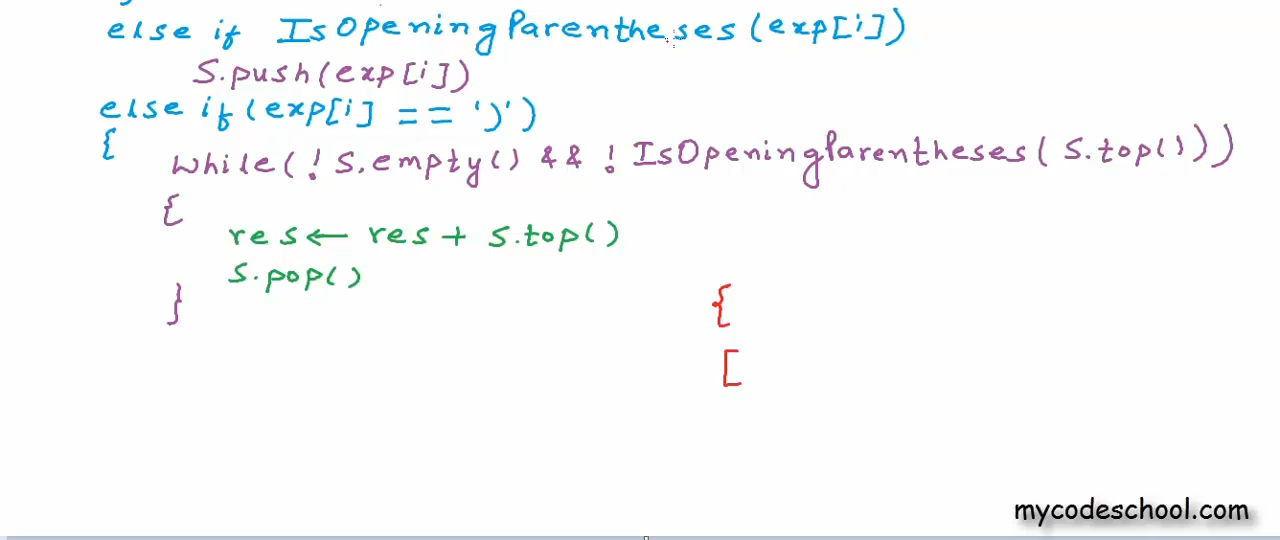 else if IsOpeningParentheses(exp[i])
S.push(exp[i])
else if(exp[i] == ')')
{
while(!S.empty() && !IsOpeningParentheses(S.top()))
{
res ← res + s.top()
s.pop()
}
{
[
mycodeschool.com